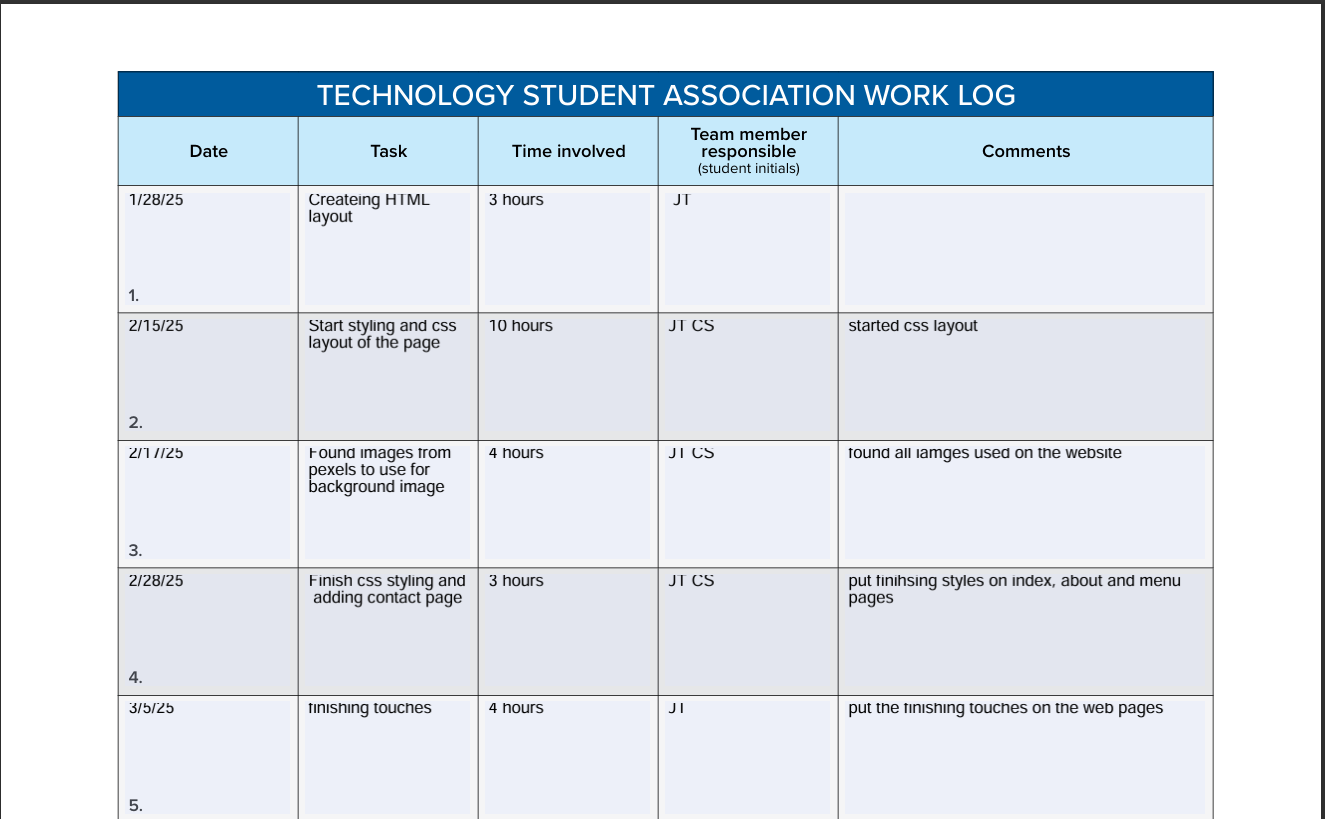 TECHNOLOGY STUDENT ASSOCIATION WORK LOG
Date
Task
Time involved
Team member
responsible
(student initials)
Comments
1/28/25
Createing HTML
layout
3 hours
JT
1.
2/15/25
Start styling and css
layout of the page
10 hours
JT CS
started css layout
2.
2/17/25
Found images from
pexels to use for
background image
4 hours
JT CS
found all iamges used on the website
3.
2/28/25
Finish css styling and
adding contact page
3 hours
JT CS
put finihsing styles on index, about and menu
pages
4.
3/5/25
finishing touches
4 hours
JT
put the finishing touches on the web pages
5.